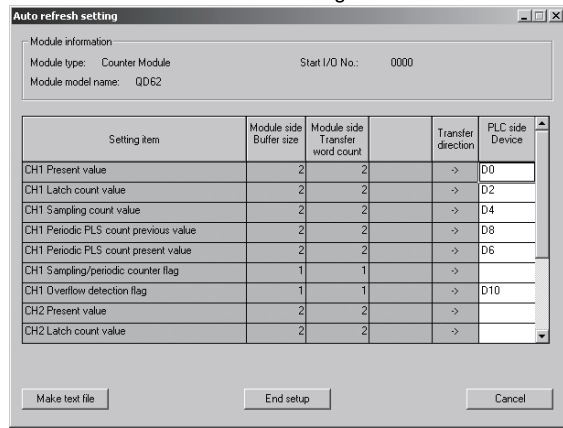 Auto refresh setting
Module information
Module type: Counter Module Start I/O No.: 0000
Module model name: QD62
Setting item Module side Buffer size Module side Transfer word count Transfer direction PLC side Device
CH1 Present value 2 2 -> D0
CH1 Latch count value 2 2 -> D2
CH1 Sampling count value 2 2 -> D4
CH1 Periodic PLS count previous value 2 2 -> D8
CH1 Periodic PLS count present value 2 2 -> D6
CH1 Sampling/periodic counter flag 1 1 ->
CH1 Overflow detection flag 1 1 -> D10
CH2 Present value 2 2 ->
CH2 Latch count value 2 2 ->
Make text file End setup Cancel